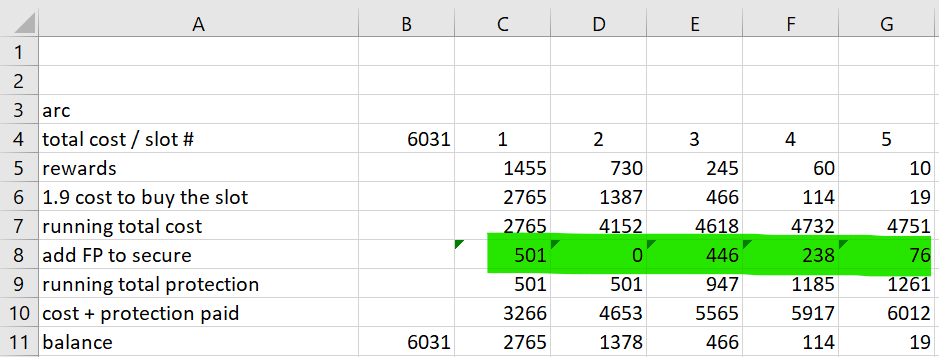 A B C D E F G
1
2
3 arc
4 total cost / slot # 6031 1 2 3 4 5
5 rewards 1455 730 245 60 10
6 1.9 cost to buy the slot 2765 1387 466 114 19
7 running total cost 2765 4152 4618 4732 4751
8 add FP to secure 501 0 446 238 76
9 running total protection 501 501 947 1185 1261
10 cost + protection paid 3266 4653 5565 5917 6012
11 balance 6031 2765 1378 466 114 19